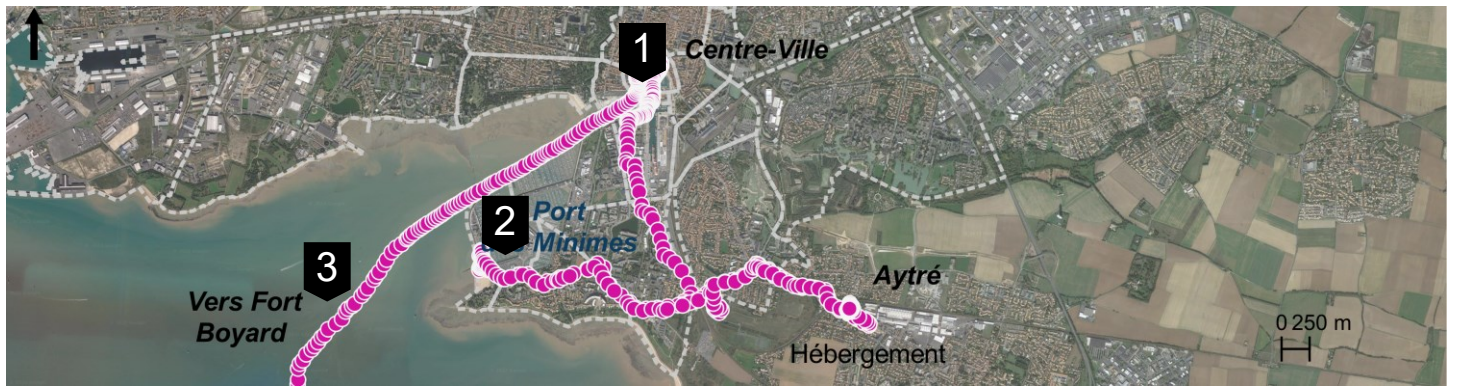 1
Centre-Ville
2
Port
Minimes
3
Vers Fort
Boyard
Aytré
Hébergement
0 250 m